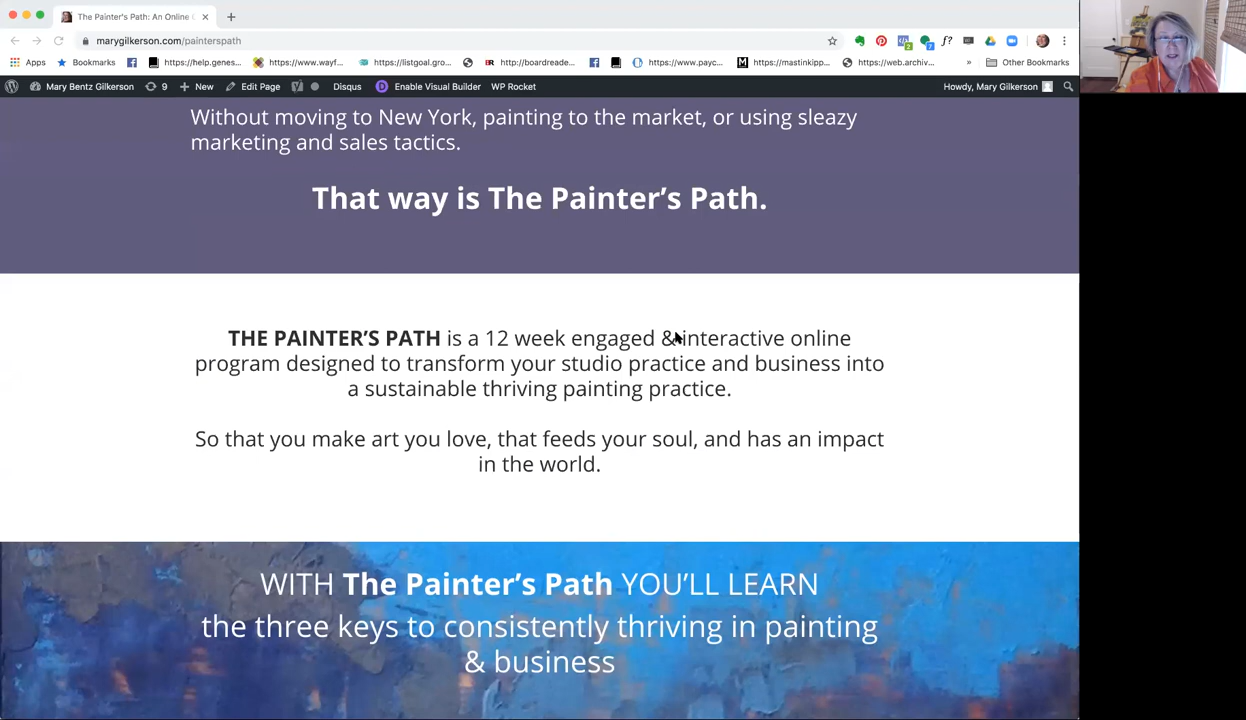 The Painter's Path: An Online
marygilkerson.com/painterspath
Apps
Bookmarks
https://help.genes...
https://www.wayf...
https://listgoal.gro...
http://boardreade...
https://www.payc...
https://mastinkipp...
https://web.archiv...
»
Other Bookmarks
Mary Bentz Gilkerson
9
New
Edit Page
Disqus
Enable Visual Builder
WP Rocket
Howdy, Mary Gilkerson
Without moving to New York, painting to the market, or using sleazy
marketing and sales tactics.
That way is The Painter's Path.
THE PAINTER'S PATH is a 12 week engaged & interactive online
program designed to transform your studio practice and business into
a sustainable thriving painting practice.
So that you make art you love, that feeds your soul, and has an impact
in the world.
WITH The Painter's Path YOU'LL LEARN
the three keys to consistently thriving in painting
& business